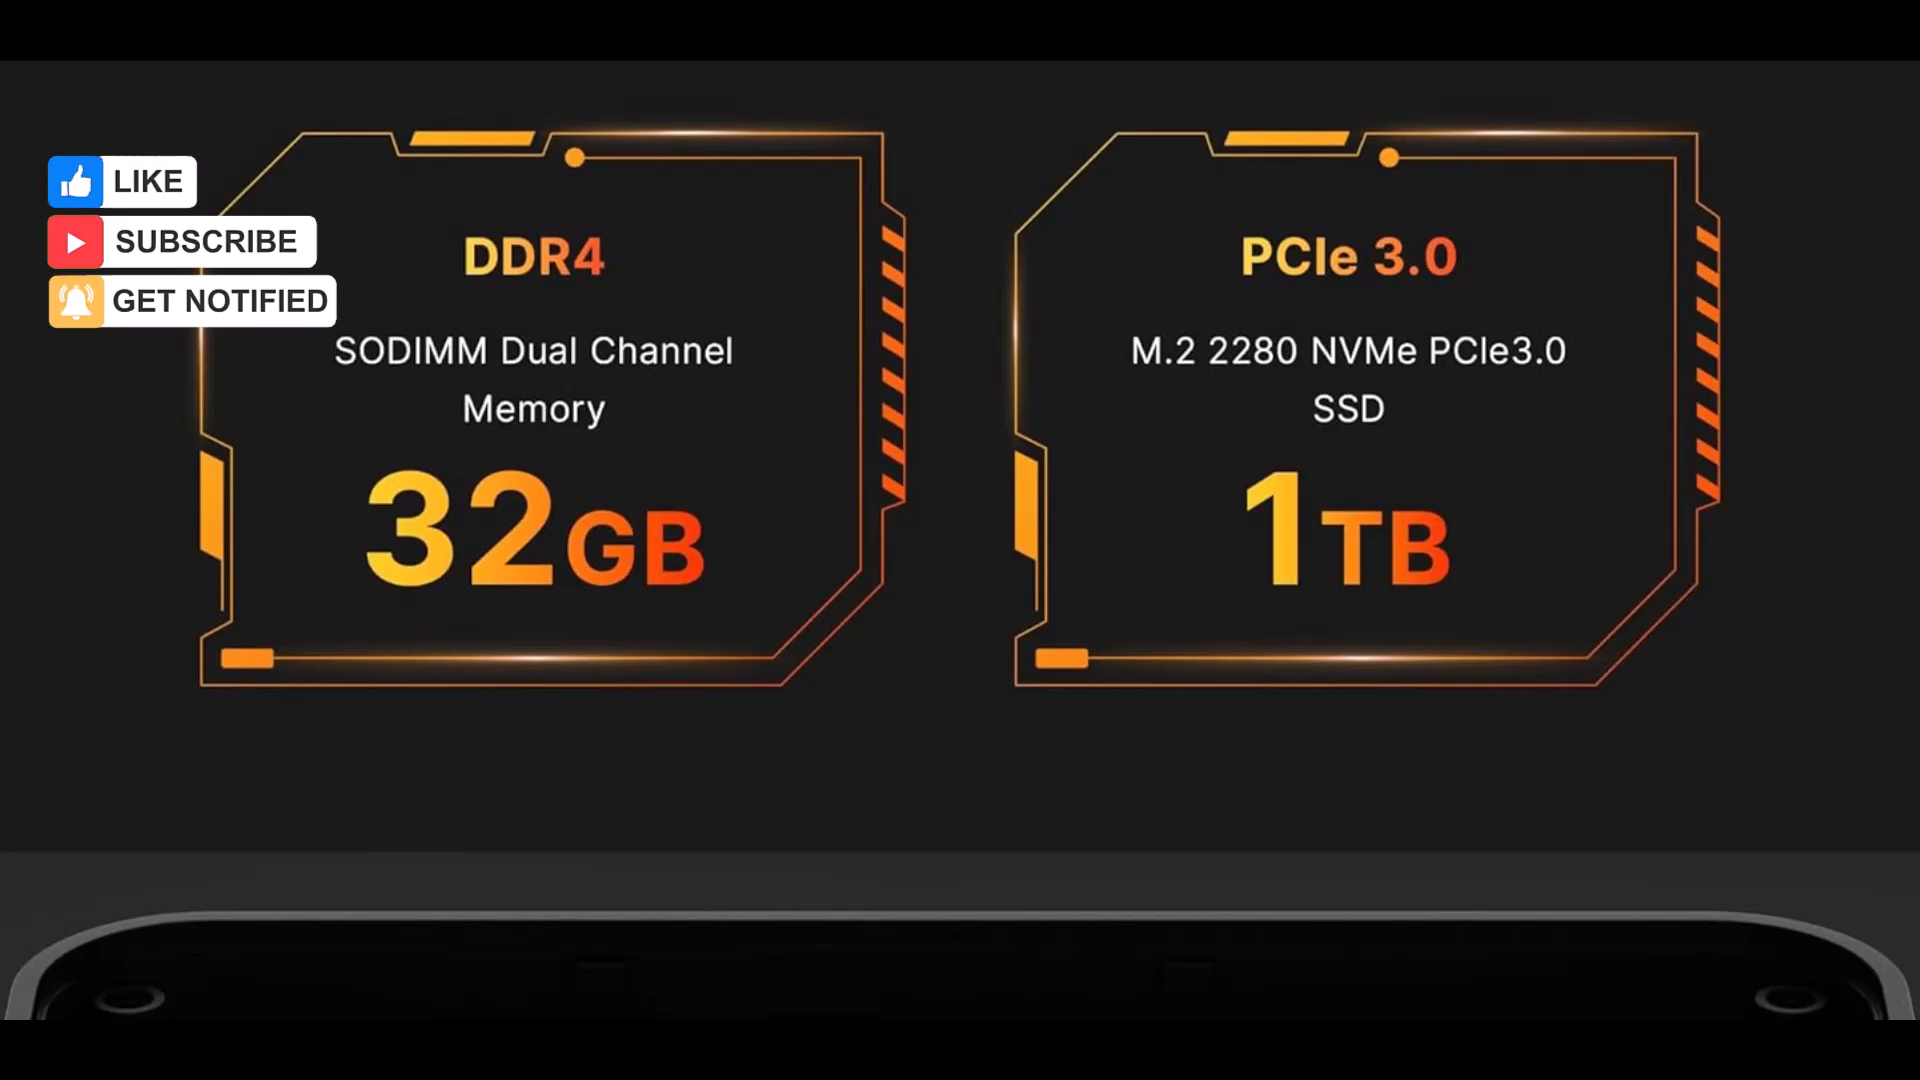 LIKE
SUBSCRIBE
GET NOTIFIED
DDR4
SODIMM Dual Channel
Memory
32GB
PCIe 3.0
M.2 2280 NVMe PCIe3.0
SSD
1TB